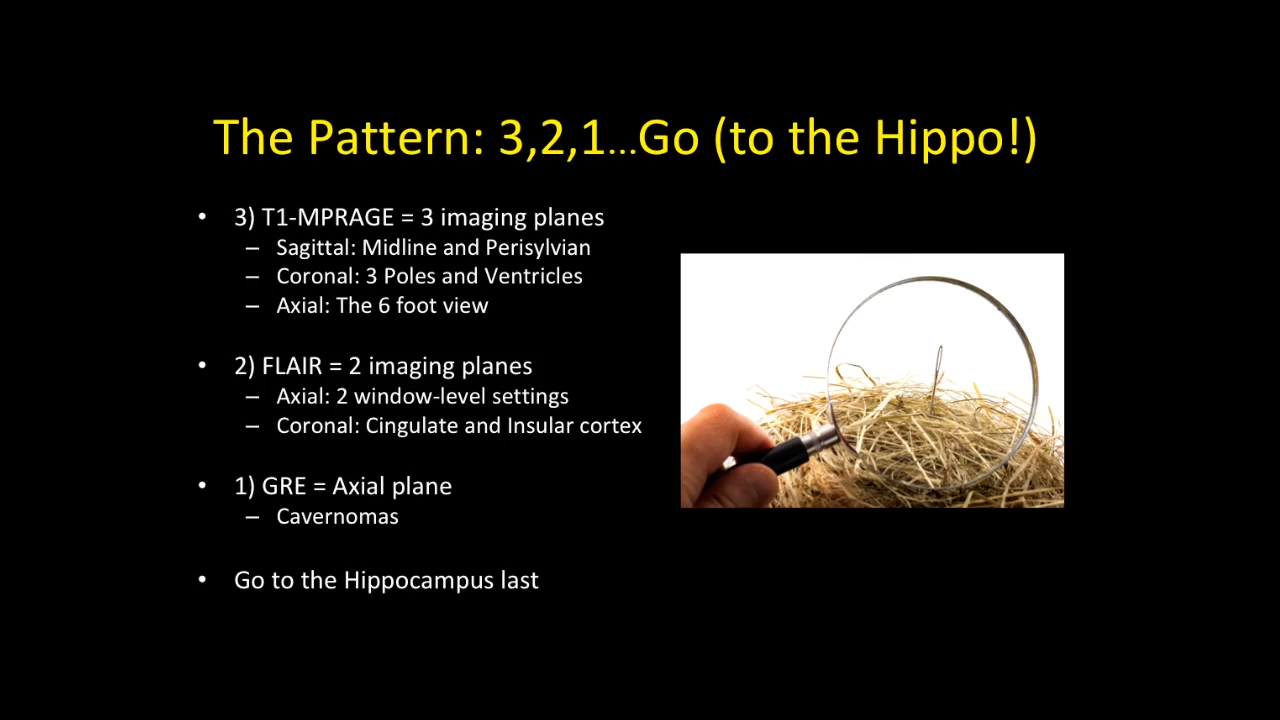 The Pattern: 3,2,1...Go (to the Hippo!)
• 3) T1-MPRAGE = 3 imaging planes
– Sagittal: Midline and Perisylvian
– Coronal: 3 Poles and Ventricles
– Axial: The 6 foot view
• 2) FLAIR = 2 imaging planes
– Axial: 2 window-level settings
– Coronal: Cingulate and Insular cortex
• 1) GRE = Axial plane
– Cavernomas
• Go to the Hippocampus last